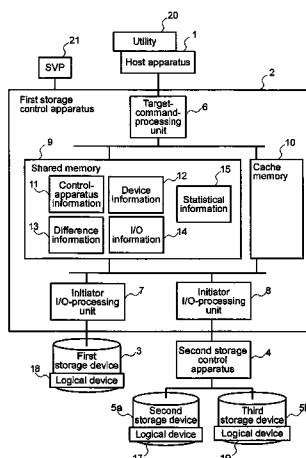 20
Utility
1
21
Host apparatus
SVP
2
First storage
control apparatus
Target-
command-
processing
unit
6
9
10
Shared memory
15
Cache
memory
11
Control-
apparatus
information
Device
information
12
Statistical
information
13
Difference
information
I/O
information
14
Initiator
I/O-processing
unit
7
Initiator
I/O-processing
unit
8
First
storage device
3
18
Logical device
Second storage control
apparatus
4
5a
Second
storage device
Third
storage device
5b
Logical device
Logical device
17
19